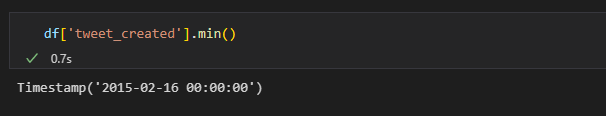 df['tweet_created'].min()
0.7s
Timestamp('2015-02-16 00:00:00')